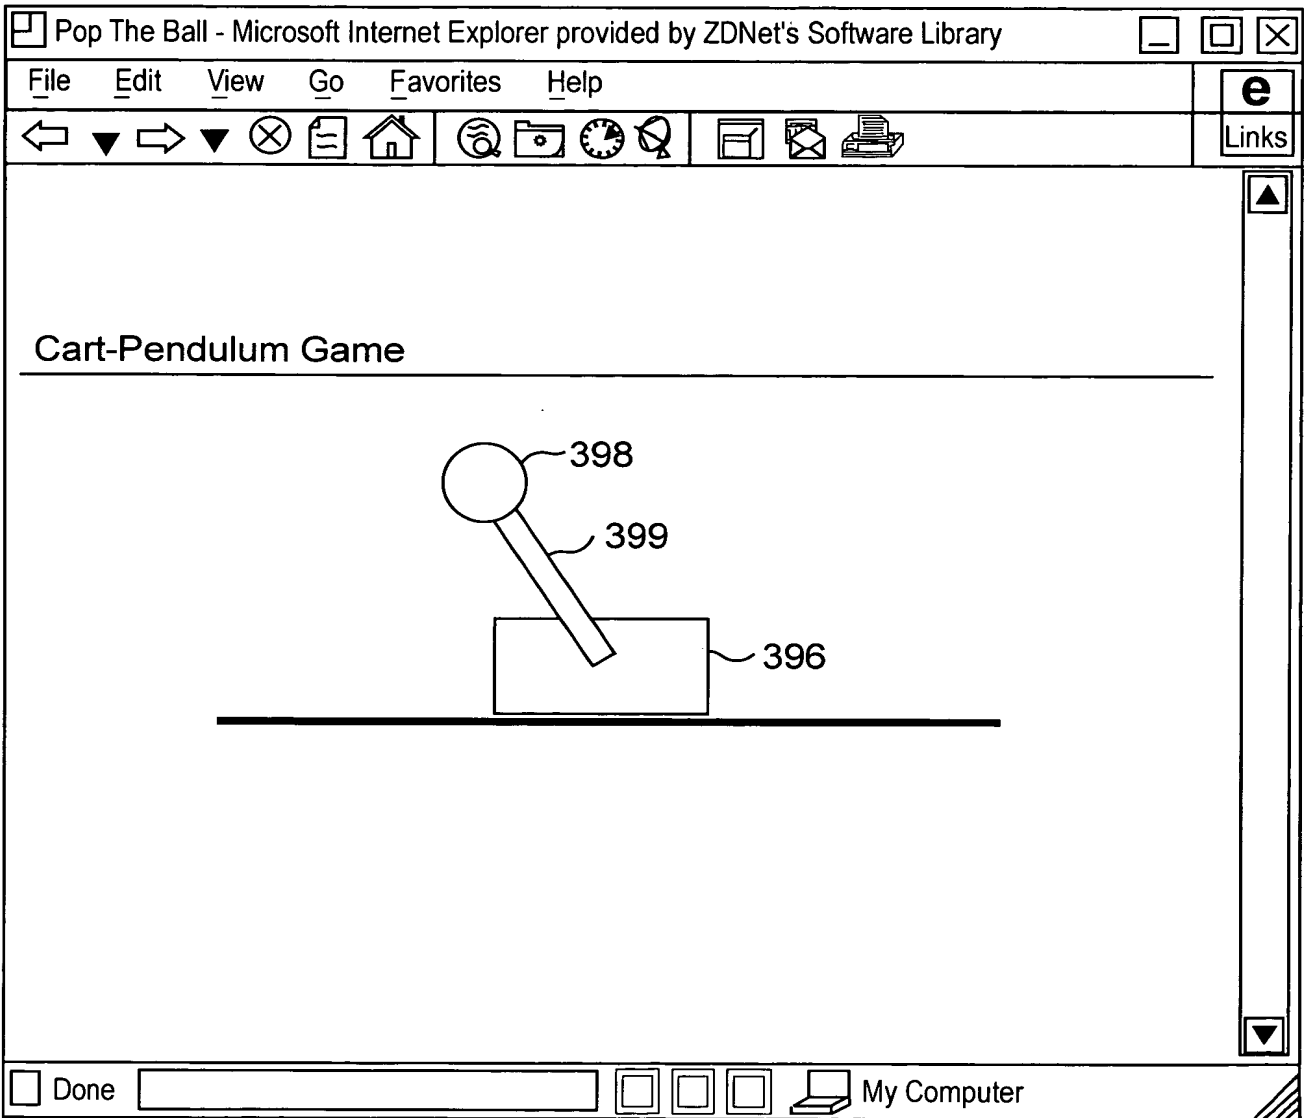 Pop The Ball - Microsoft Internet Explorer provided by ZDNet's Software Library
File Edit View Go Favorites Help
e
Links
Cart-Pendulum Game
398
399
396
Done
My Computer